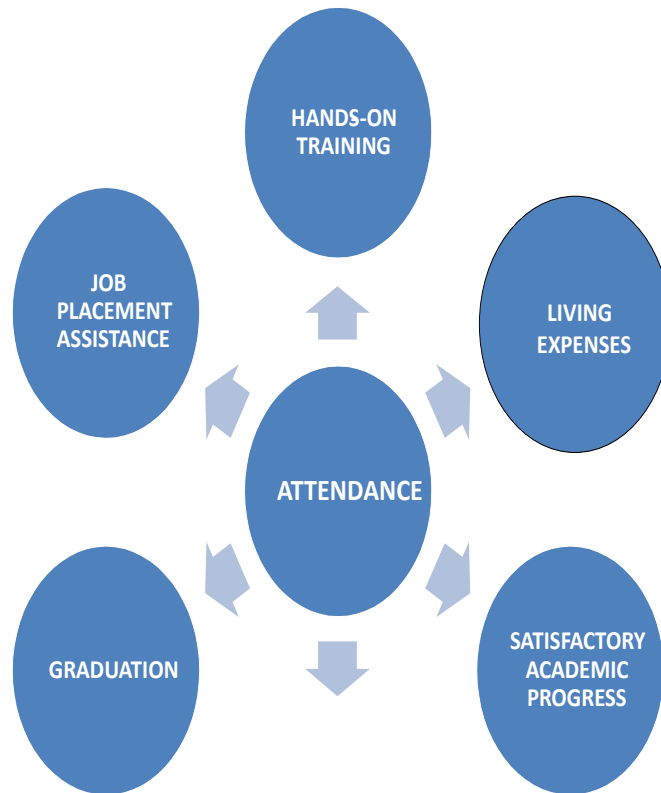 HANDS-ON
TRAINING
JOB
PLACEMENT
ASSISTANCE
LIVING
EXPENSES
ATTENDANCE
GRADUATION
SATISFACTORY
ACADEMIC
PROGRESS